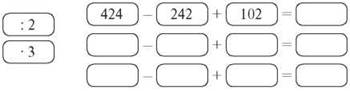 : 2
· 3
424 – 242 + 102 =
– + =
– + =